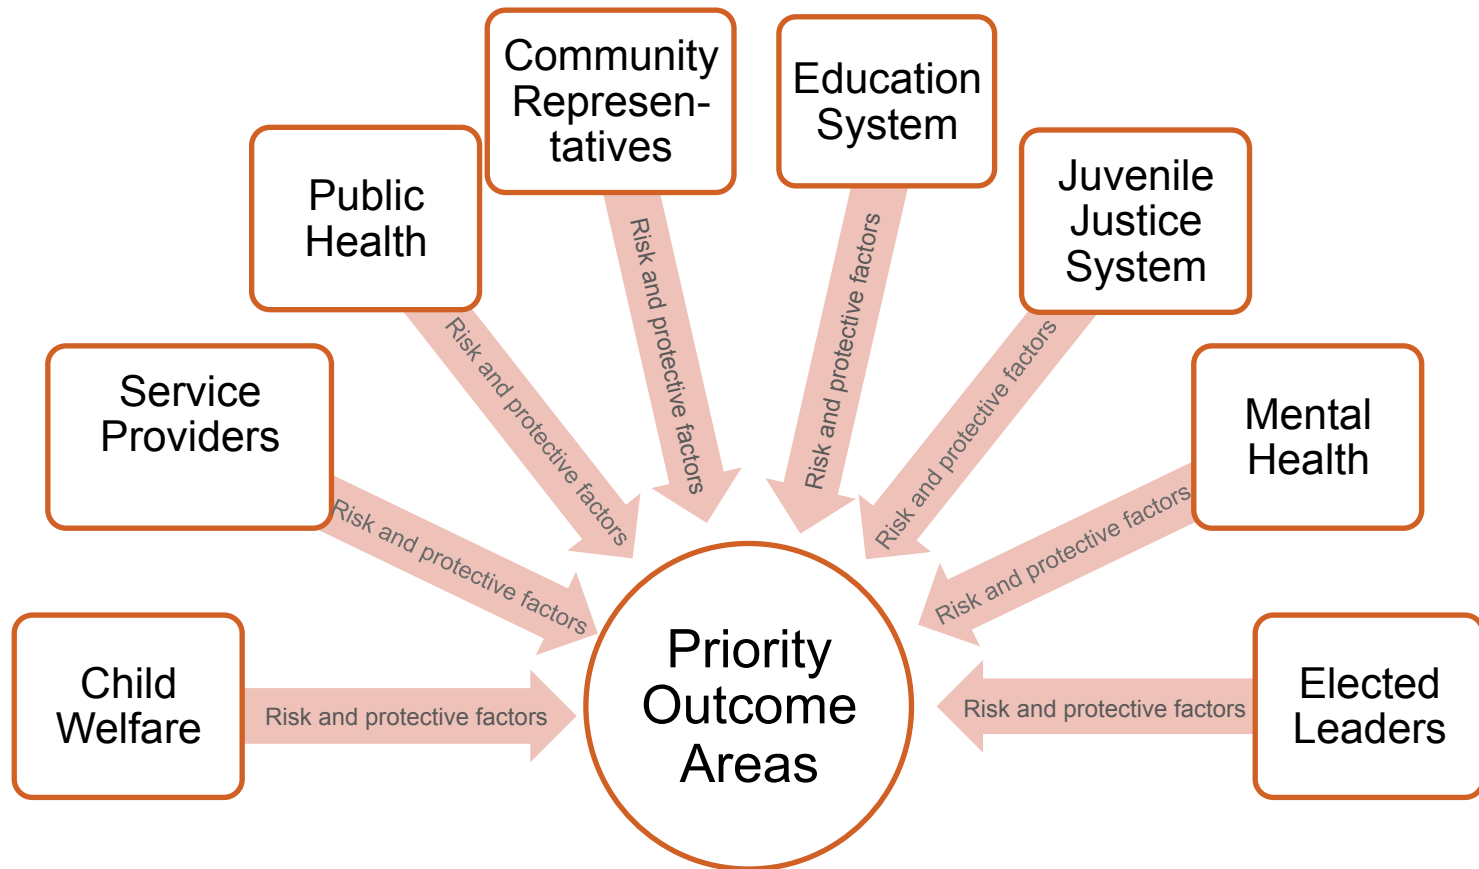 Community
Represen-
tatives
Education
System
Public
Health
Juvenile
Justice
System
Service
Providers
Mental
Health
Child
Welfare
Elected
Leaders
Risk and protective factors
Risk and protective factors
Risk and protective factors
Risk and protective factors
Risk and protective factors
Risk and protective factors
Risk and protective factors
Risk and protective factors
Priority
Outcome
Areas